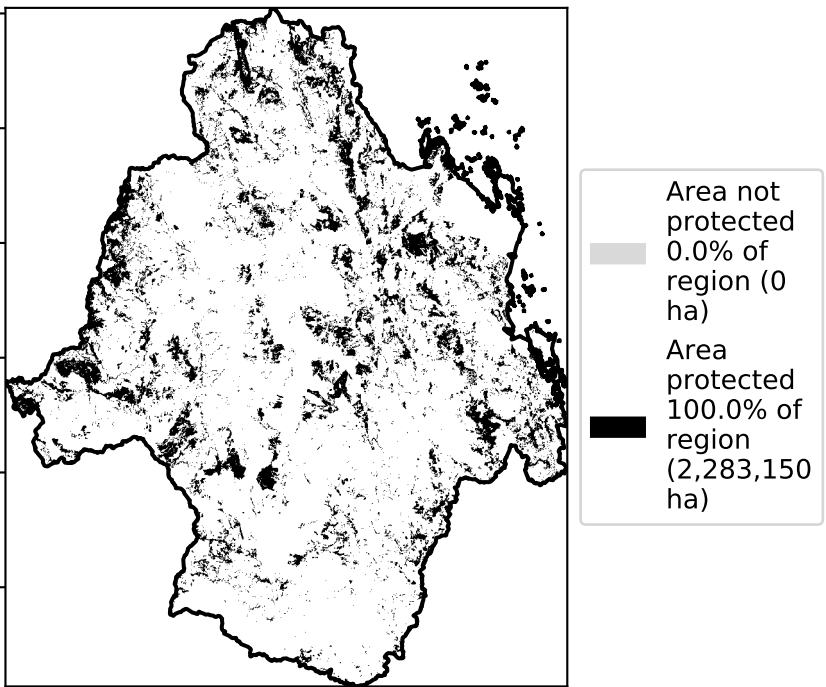 Area not
protected
0.0% of
region (0
ha)
Area
protected
100.0% of
region
(2,283,150
ha)